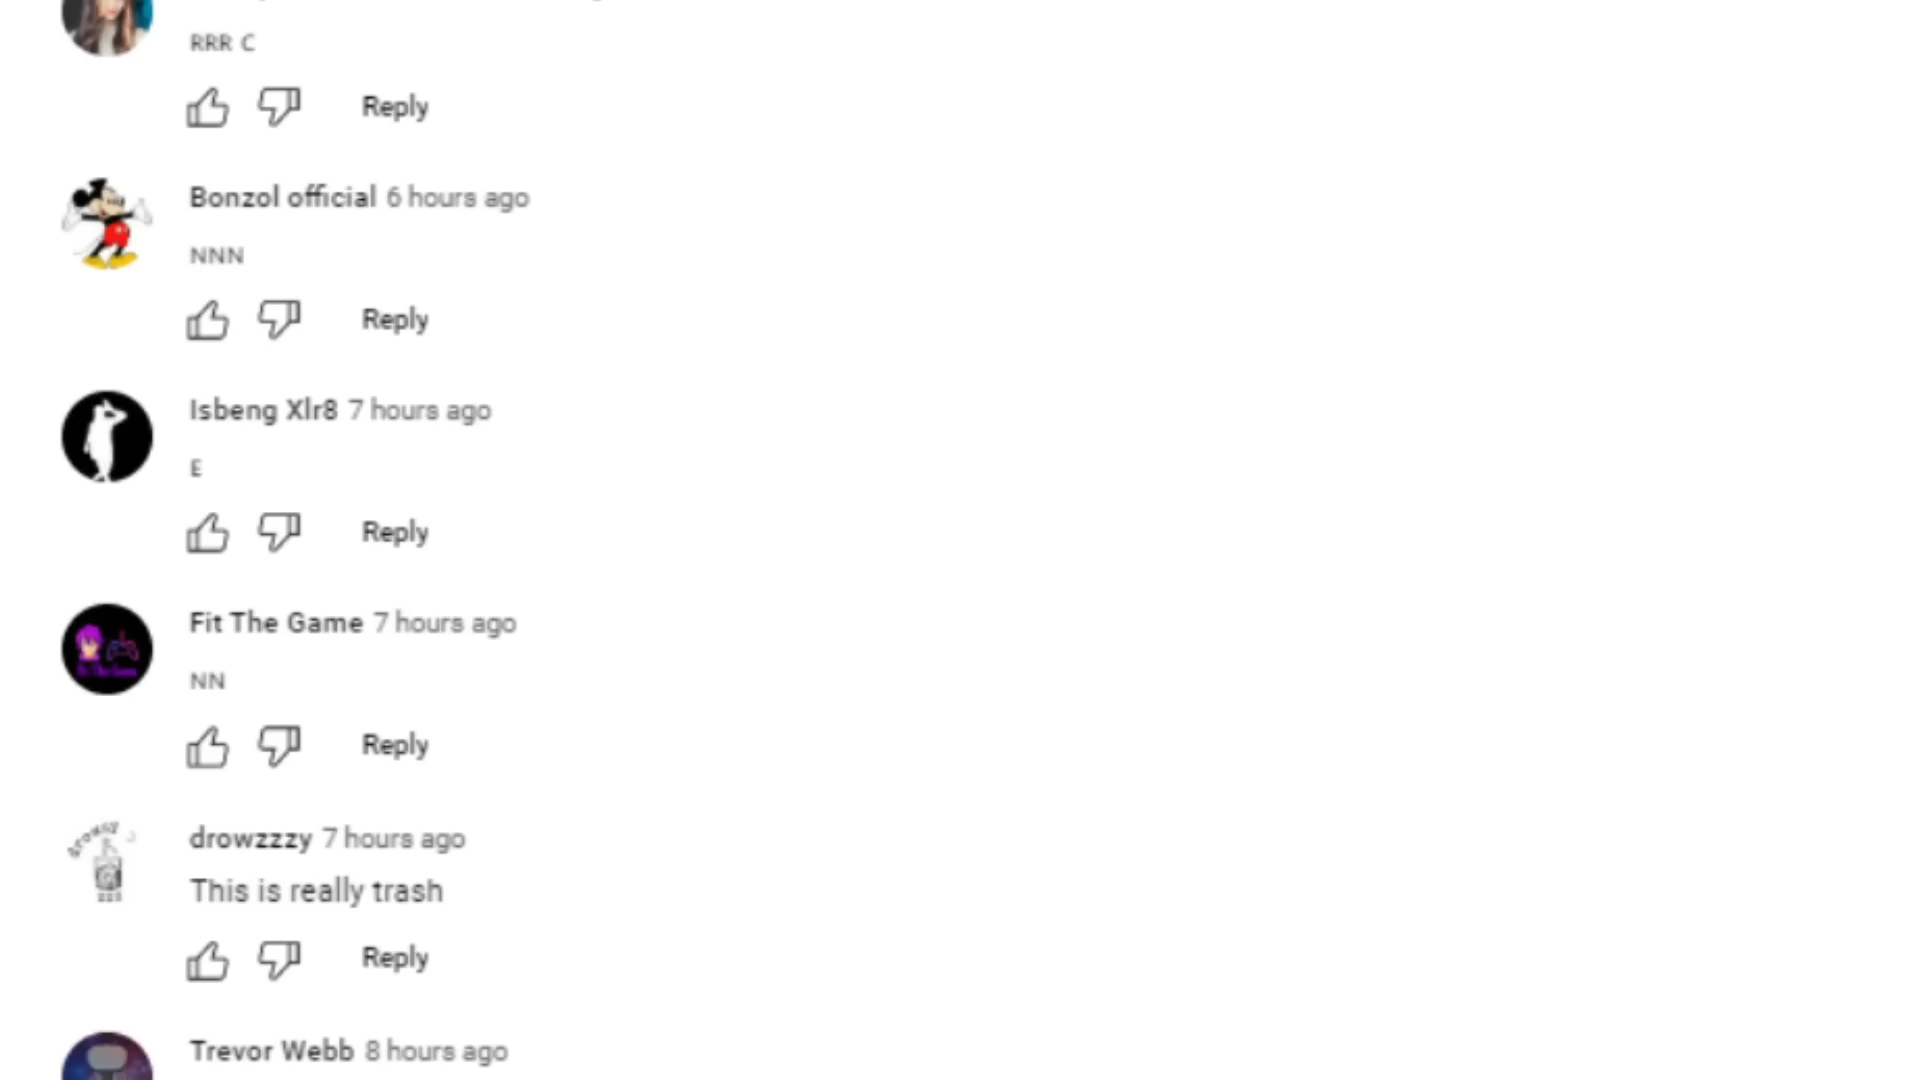 RRR C
Reply
Bonzol official 6 hours ago
NNN
Reply
Isbeng Xlr8 7 hours ago
E
Reply
Fit The Game 7 hours ago
NN
Reply
drowzzzy 7 hours ago
This is really trash
Reply
Trevor Webb 8 hours ago